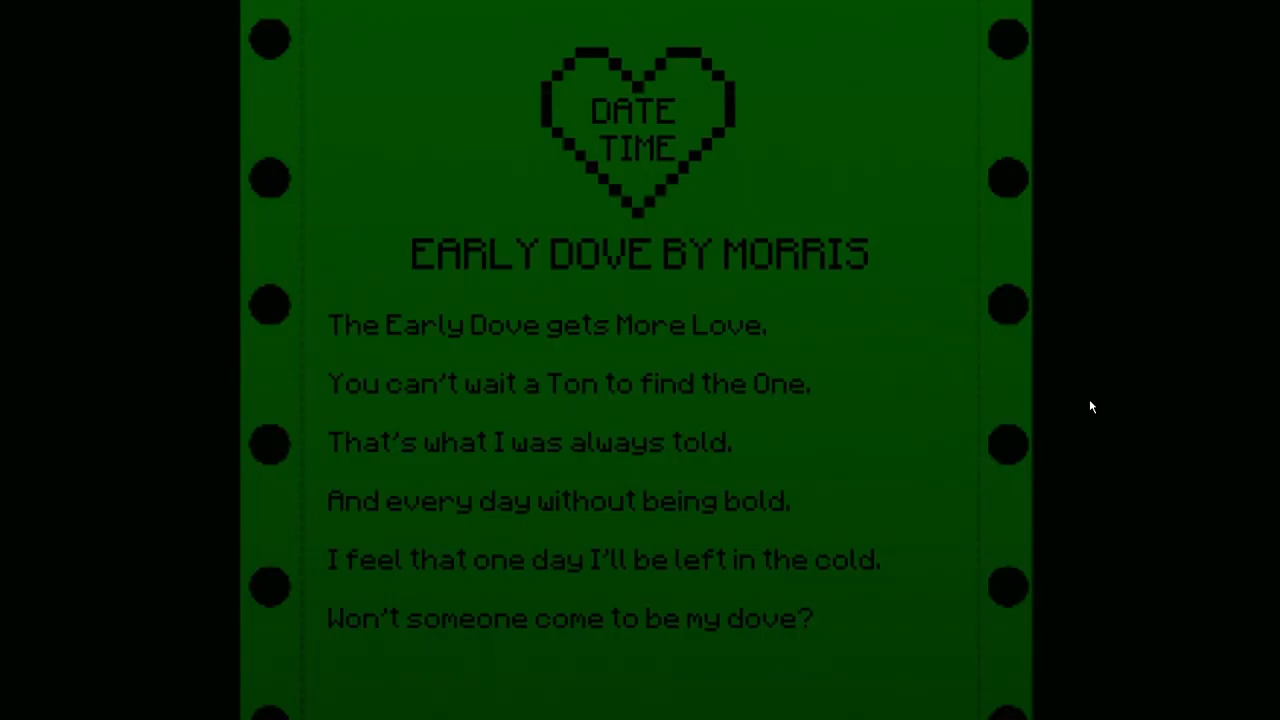 DATE
TIME
EARLY DOVE BY MORRIS
The Early Dove gets More Love.
You can't wait a Ton to find the One.
That's what I was always told.
And every day without being bold.
I feel that one day I'll be left in the cold.
Won't someone come to be my dove?